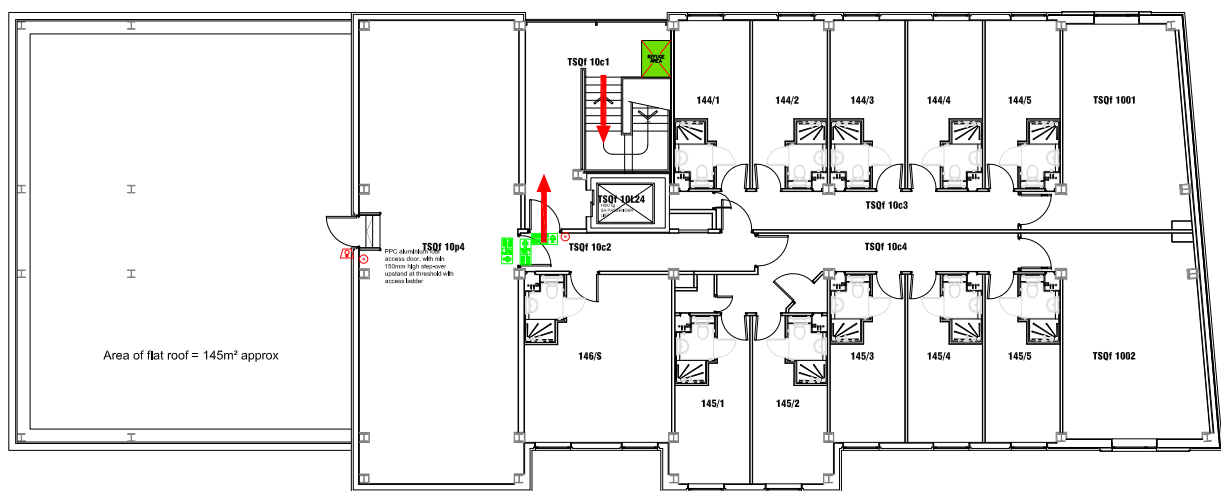 REFUGE
AREA
TSQf 10c1
144/1
144/2
144/3
144/4
144/5
TSQf 1001
TSQf 10L24
TSQf 10c3
TSQf 10p4
TSQf 10c2
TSQf 10c4
PPC aluminium roof
access door, with min
150mm high step-over
upstand at threshold with
access ladder
Area of flat roof = 145m² approx
146/S
145/1
145/2
145/3
145/4
145/5
TSQf 1002